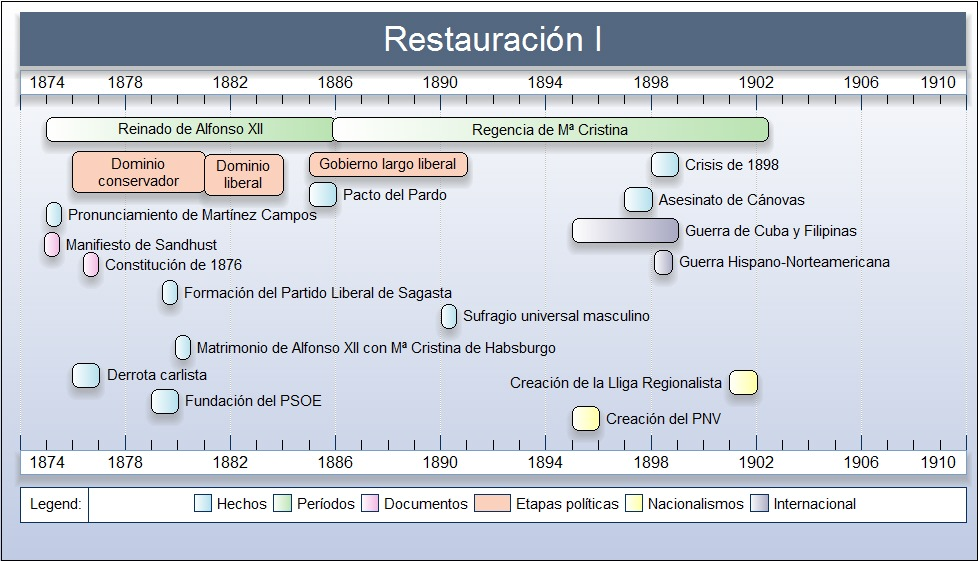 Restauración I
1874 1878 1882 1886 1890 1894 1898 1902 1906 1910
Reinado de Alfonso XII
Regencia de Mª Cristina
Dominio
conservador
Dominio
liberal
Gobierno largo liberal
Crisis de 1898
Pacto del Pardo
Asesinato de Cánovas
Pronunciamiento de Martínez Campos
Guerra de Cuba y Filipinas
Manifiesto de Sandhust
Constitución de 1876
Guerra Hispano-Norteamericana
Formación del Partido Liberal de Sagasta
Sufragio universal masculino
Matrimonio de Alfonso XII con Mª Cristina de Habsburgo
Derrota carlista
Creación de la Lliga Regionalista
Fundación del PSOE
Creación del PNV
1874 1878 1882 1886 1890 1894 1898 1902 1906 1910
Legend: Hechos Períodos Documentos Etapas políticas Nacionalismos Internacional